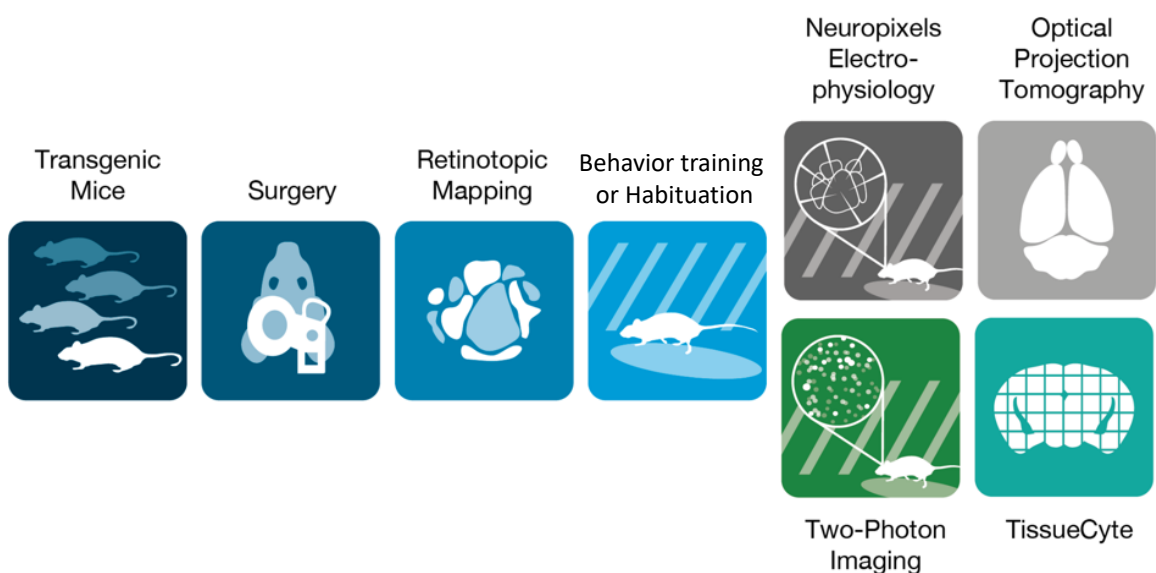 Transgenic
Mice
Surgery
Retinotopic
Mapping
Behavior training
or Habituation
Neuropixels
Electro-
physiology
Optical
Projection
Tomography
Two-Photon
Imaging
TissueCyte